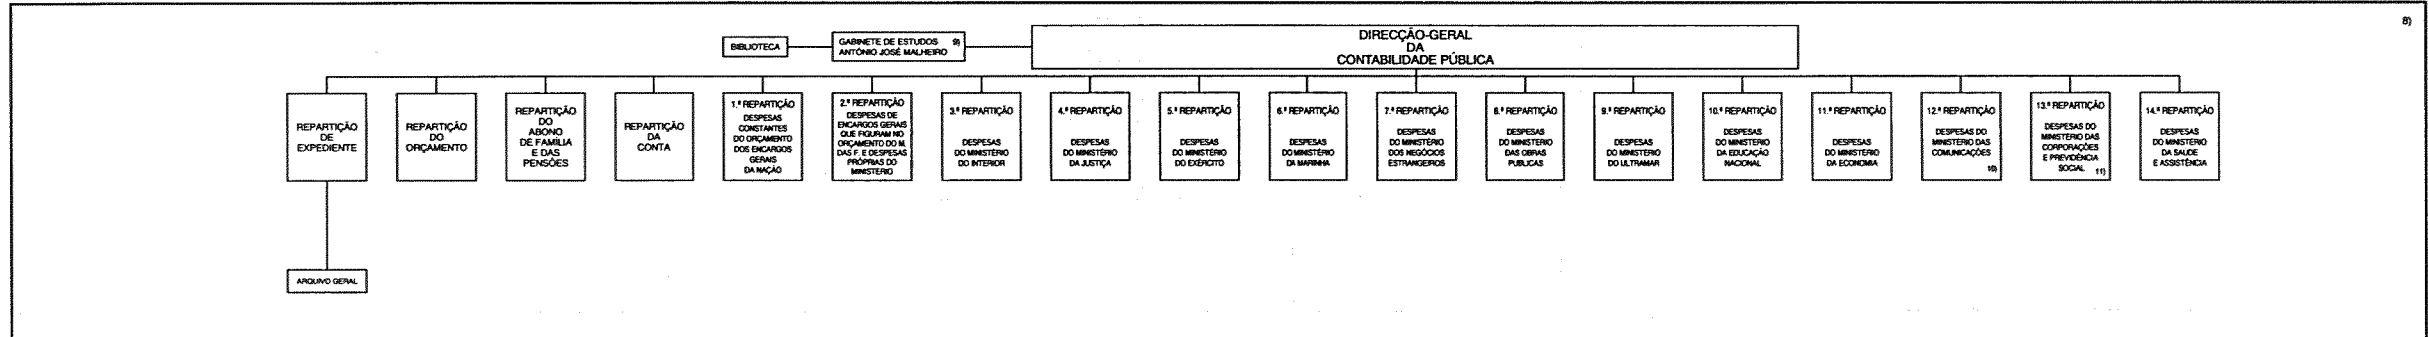 8)
DIRECÇÃO-GERAL
DA
CONTABILIDADE PÚBLICA
BIBLIOTECA
GABINETE DE ESTUDOS 9)
ANTÓNIO JOSÉ MALHEIRO
REPARTIÇÃO
DE
EXPEDIENTE
REPARTIÇÃO
DO
ORÇAMENTO
REPARTIÇÃO
DO
ABONO
DE FAMÍLIA
E DAS
PENSÕES
REPARTIÇÃO
DA
CONTA
1.ª REPARTIÇÃO
DESPESAS
CONSTANTES
DO ORÇAMENTO
DOS ENCARGOS
GERAIS
DA NAÇÃO
2.ª REPARTIÇÃO
DESPESAS DE
ENCARGOS GERAIS
QUE FIGURAM NO
ORÇAMENTO DO M.
DAS F. E DESPESAS
PRÓPRIAS DO
MINISTÉRIO
3.ª REPARTIÇÃO
DESPESAS
DO MINISTÉRIO
DO INTERIOR
4.ª REPARTIÇÃO
DESPESAS
DO MINISTÉRIO
DA JUSTIÇA
5.ª REPARTIÇÃO
DESPESAS
DO MINISTÉRIO
DO EXÉRCITO
6.ª REPARTIÇÃO
DESPESAS
DO MINISTÉRIO
DA MARINHA
7.ª REPARTIÇÃO
DESPESAS
DO MINISTÉRIO
DOS NEGÓCIOS
ESTRANGEIROS
8.ª REPARTIÇÃO
DESPESAS
DO MINISTÉRIO
DAS OBRAS
PUBLICAS
9.ª REPARTIÇÃO
DESPESAS
DO MINISTÉRIO
DO ULTRAMAR
10.ª REPARTIÇÃO
DESPESAS
DO MINISTERIO
DA EDUCAÇÃO
NACIONAL
11.ª REPARTIÇÃO
DESPESAS
DO MINISTÉRIO
DA ECONOMIA
12.ª REPARTIÇÃO
DESPESAS DO
MINISTÉRIO DAS
COMUNICAÇÕES
10)
13.ª REPARTIÇÃO
DESPESAS DO
MINISTÉRIO DAS
CORPORAÇÕES
E PREVIDÊNCIA
SOCIAL 11)
14.ª REPARTIÇÃO
DESPESAS
DO MINISTÉRIO
DA SAUDE
E ASSISTÊNCIA
ARQUIVO GERAL